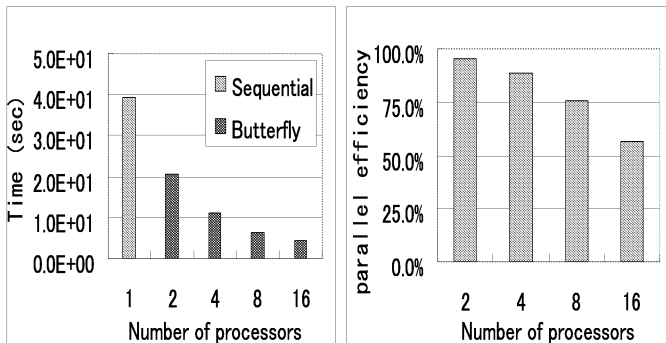 5.0E+01
4.0E+01
3.0E+01
2.0E+01
1.0E+01
0.0E+00
Time (sec)
Sequential
Butterfly
1 2 4 8 16
Number of processors
100.0%
75.0%
50.0%
25.0%
0.0%
parallel efficiency
2 4 8 16
Number of processors